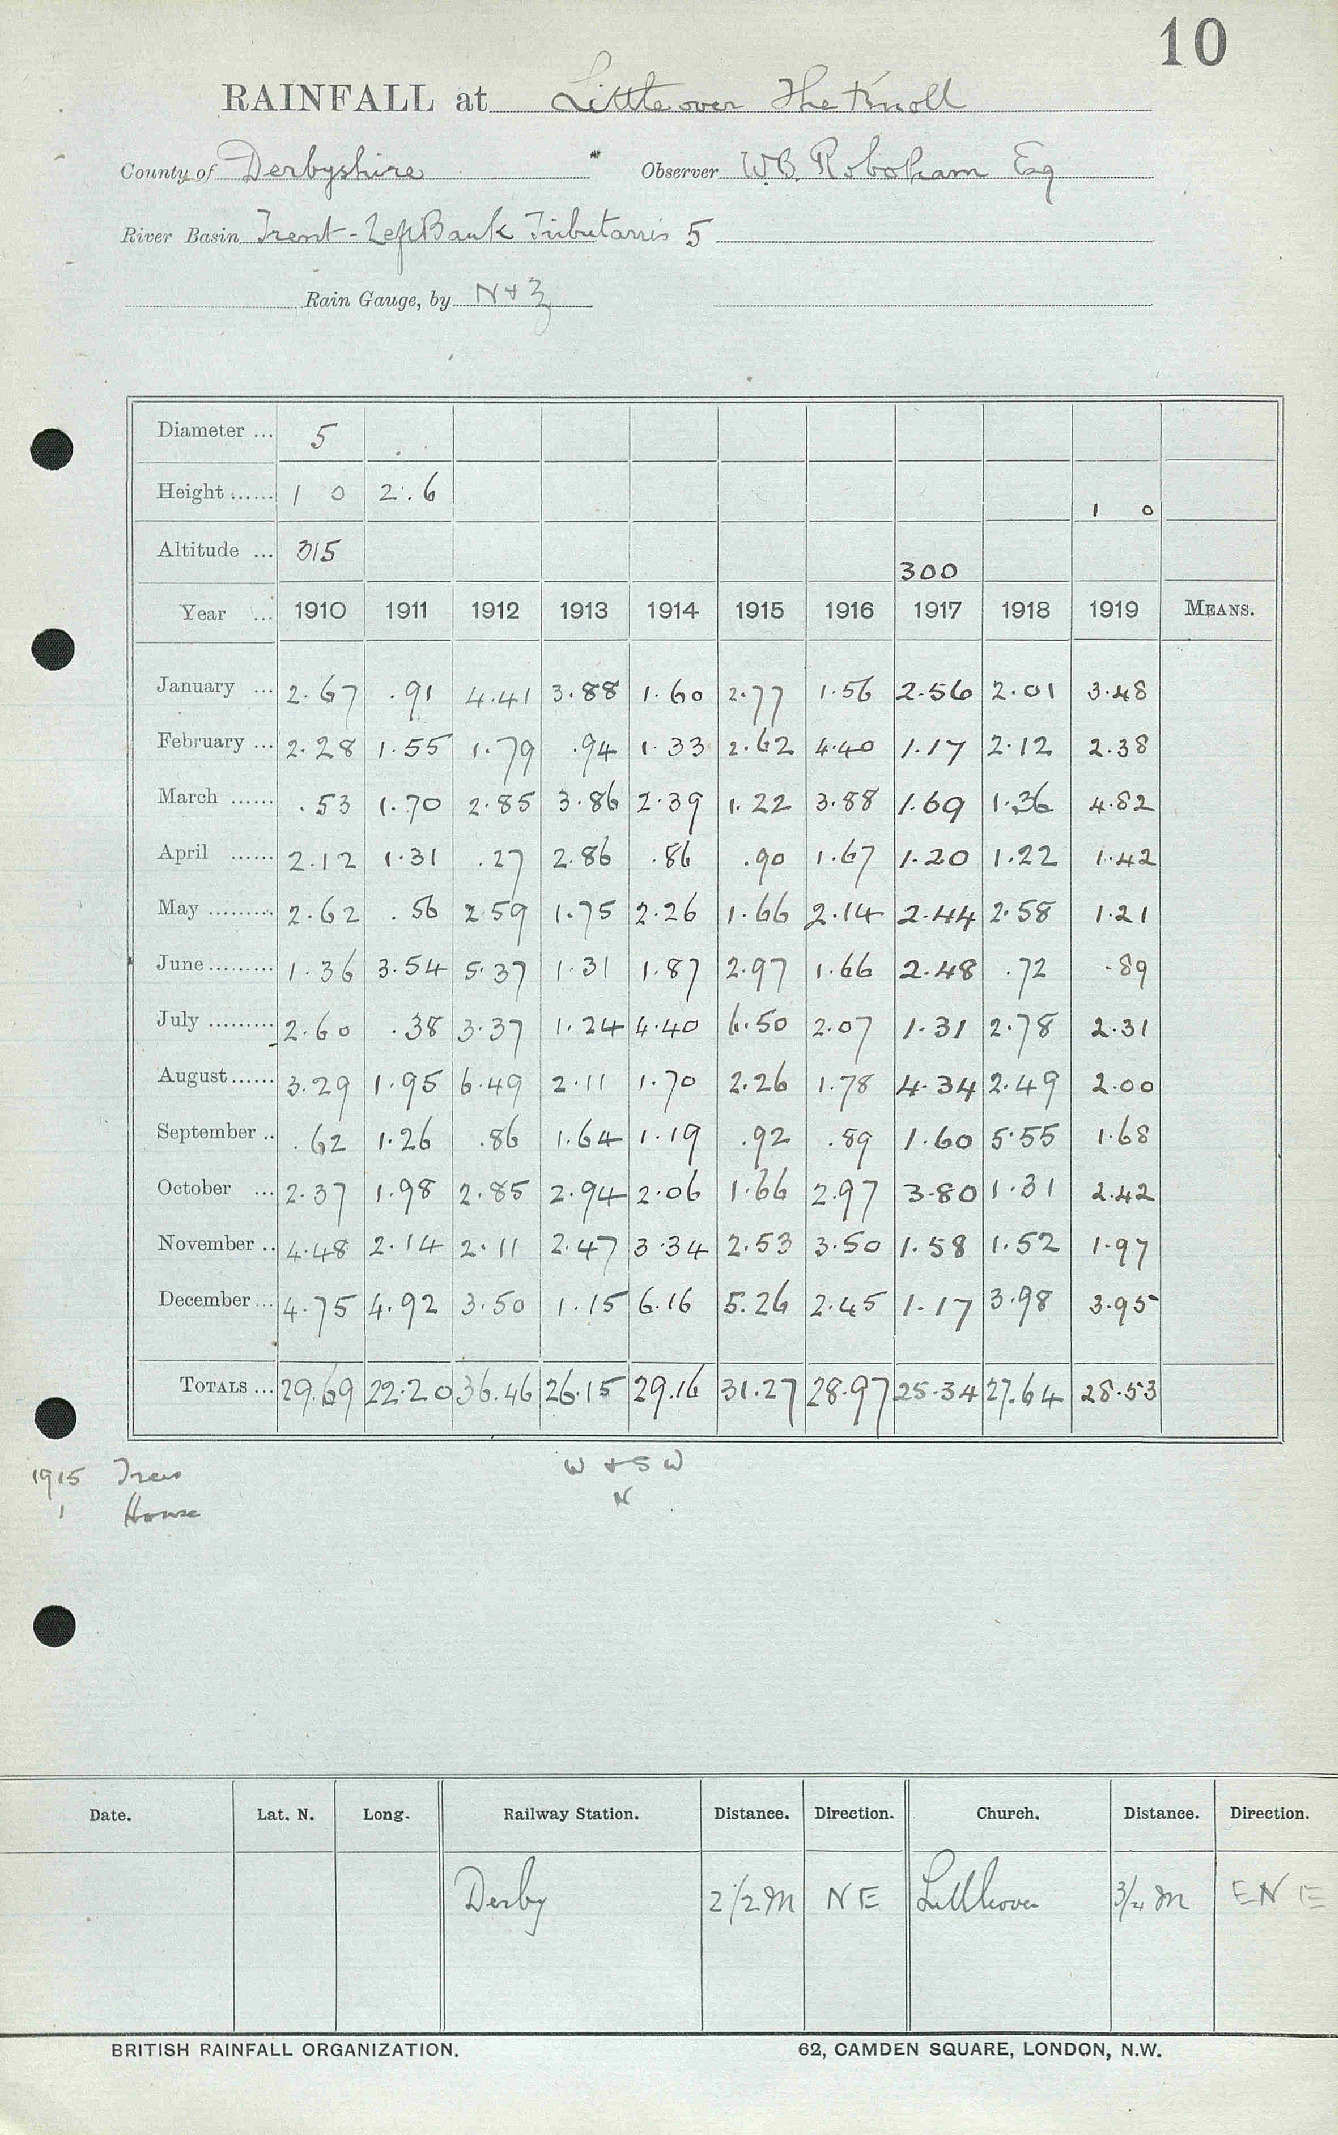 10
RAINFALL at Littleover The Knoll
County of Derbyshire Observer W.B. Roboham Esq
River Basin Trent - Left Bank Tributaries 5
Rain Gauge, by N + Z
Diameter ... 5
Height ...... 1 0 2.6 1 0
Altitude ... 315 300
Year ... 1910 1911 1912 1913 1914 1915 1916 1917 1918 1919 MEANS.
January ... 2.67 .91 4.41 3.88 1.60 2.77 1.56 2.56 2.01 3.48
February ... 2.28 1.55 1.79 .94 1.33 2.62 4.40 1.17 2.12 2.38
March ...... .53 1.70 2.85 3.86 2.39 1.22 3.88 1.69 1.36 4.82
April ...... 2.12 1.31 .27 2.86 .86 .90 1.67 1.20 1.22 1.42
May ......... 2.62 .56 2.59 1.75 2.26 1.66 2.14 2.44 2.58 1.21
June ......... 1.36 3.54 5.37 1.31 1.87 2.97 1.66 2.48 .72 .89
July ......... 2.60 .38 3.37 1.24 4.40 6.50 2.07 1.31 2.78 2.31
August ...... 3.29 1.95 6.49 2.11 1.70 2.26 1.78 4.34 2.49 2.00
September .. .62 1.26 .86 1.64 1.19 .92 .89 1.60 5.55 1.68
October ... 2.37 1.98 2.85 2.94 2.06 1.66 2.97 3.80 1.31 2.42
November .. 4.48 2.14 2.11 2.47 3.34 2.53 3.50 1.58 1.52 1.97
December ... 4.75 4.92 3.50 1.15 6.16 5.26 2.45 1.17 3.98 3.95
TOTALS ... 29.69 22.20 36.46 26.15 29.16 31.27 28.97 25.34 27.64 28.53
1915 Trees W + SW
House N
Date. Lat. N. Long. Railway Station. Distance. Direction. Church. Distance. Direction.
Derby 2 1/2 M NE Littleover 3/4 M ENE
BRITISH RAINFALL ORGANIZATION. 62, CAMDEN SQUARE, LONDON, N.W.